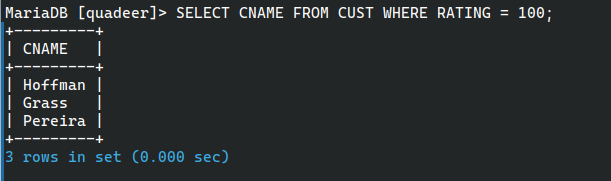 MariaDB [quadeer]> SELECT CNAME FROM CUST WHERE RATING = 100;
+---------+
| CNAME   |
+---------+
| Hoffman |
| Grass   |
| Pereira |
+---------+
3 rows in set (0.000 sec)